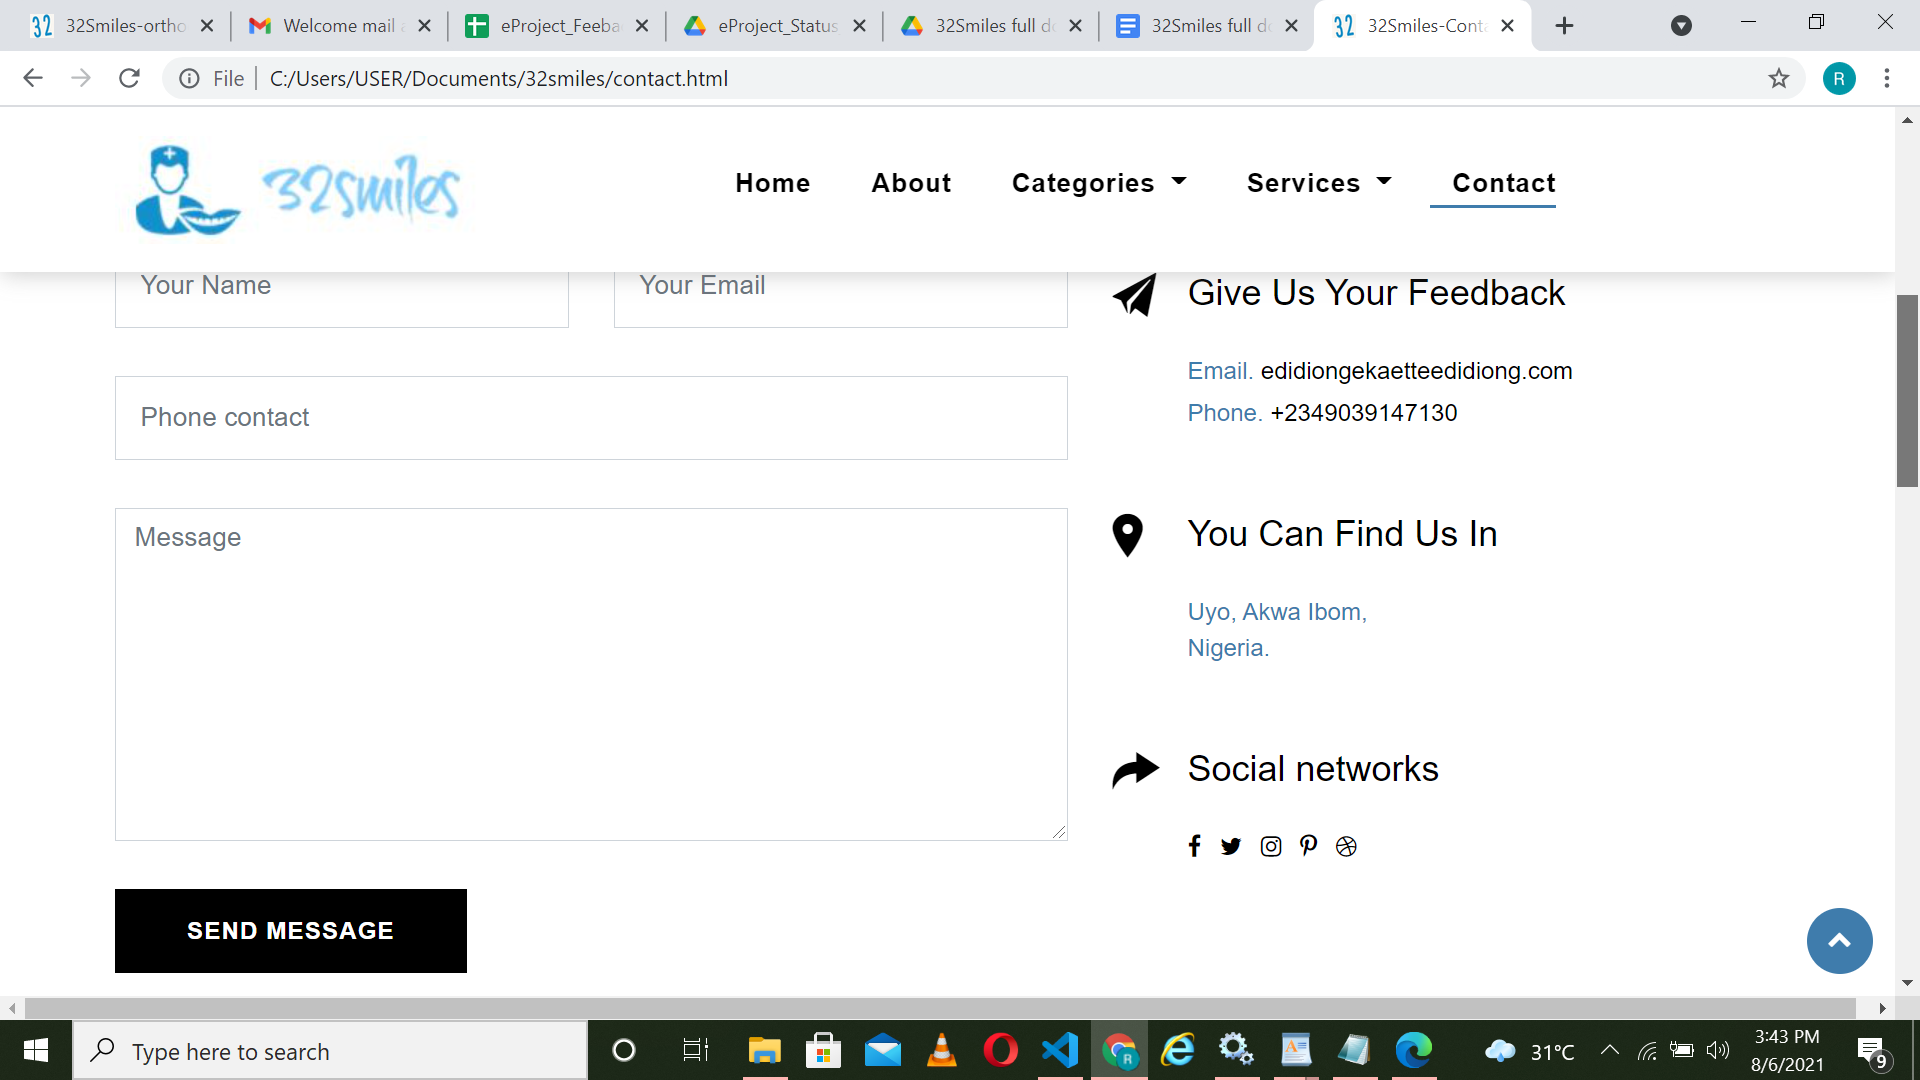 32Smiles-ortho
Welcome mail a
eProject_Feeba
eProject_Status
32Smiles full do
32Smiles full do
32Smiles-Conta
File
C:/Users/USER/Documents/32smiles/contact.html
R
32smiles
Home
About
Categories
Services
Contact
Your Name
Your Email
Phone contact
Message
SEND MESSAGE
Give Us Your Feedback
Email. edidiongekaetteedidiong.com
Phone. +2349039147130
You Can Find Us In
Uyo, Akwa Ibom,
Nigeria.
Social networks
Type here to search
31°C
3:43 PM
8/6/2021
9